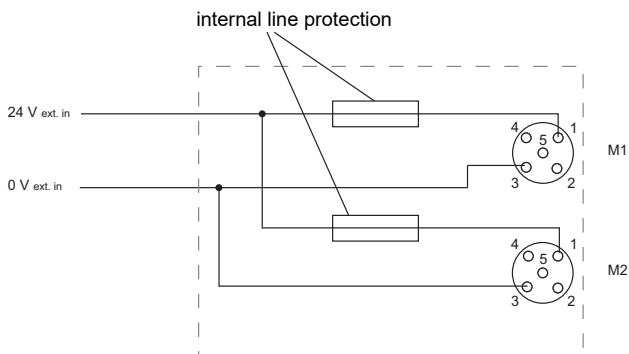 internal line protection
24 V ext. in
4 1
5
3 2
M1
0 V ext. in
4 1
5
3 2
M2